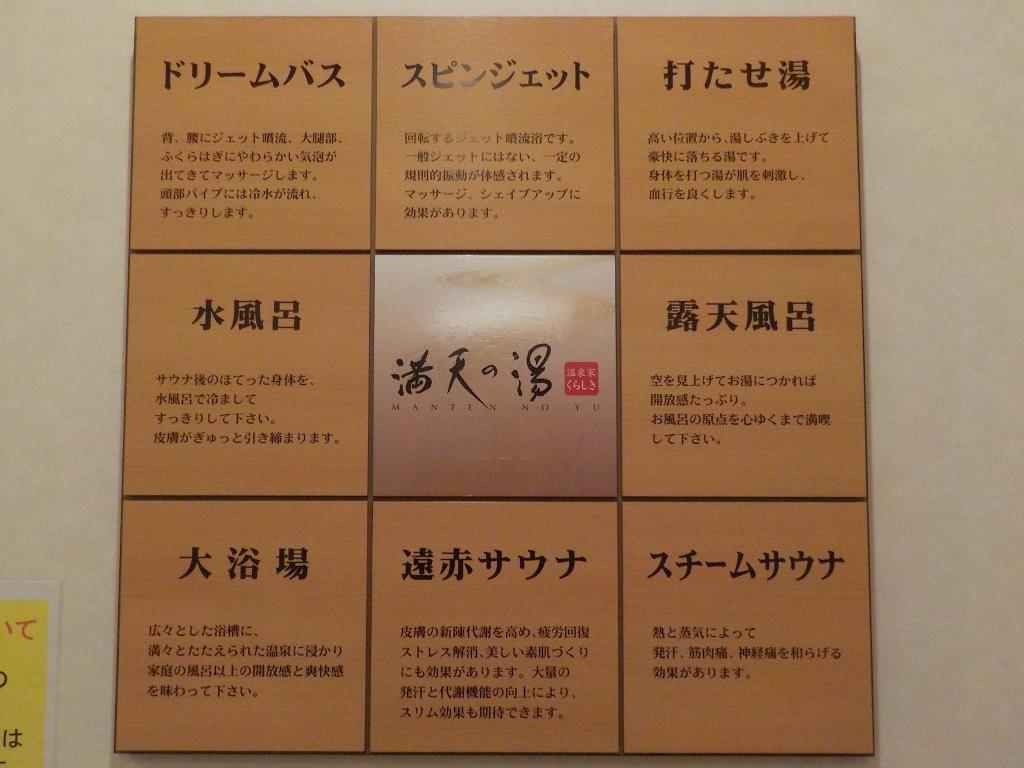 ドリームバス
背、腰にジェット噴流、大腿部、
ふくらはぎにやわらかい気泡が
出てきてマッサージします。
頭部パイプには冷水が流れ、
すっきりします。
スピンジェット
回転するジェット噴流浴です。
一般ジェットにはない、一定の
規則的振動が体感されます。
マッサージ、シェイプアップに
効果があります。
打たせ湯
高い位置から、湯しぶきを上げて
豪快に落ちる湯です。
身体を打つ湯が肌を刺激し、
血行を良くします。
水風呂
サウナ後のほてった身体を、
水風呂で冷まして
すっきりして下さい。
皮膚がぎゅっと引き締まります。
満天の湯
温泉家
くらしき
MANTEN NO YU
露天風呂
空を見上げてお湯につかれば
開放感たっぷり。
お風呂の原点を心ゆくまで満喫
して下さい。
大浴場
広々とした浴槽に、
満々とたたえられた温泉に浸かり
家庭の風呂以上の開放感と爽快感
を味わって下さい。
遠赤サウナ
皮膚の新陳代謝を高め、疲労回復
ストレス解消、美しい素肌づくり
にも効果があります。大量の
発汗と代謝機能の向上により、
スリム効果も期待できます。
スチームサウナ
熱と蒸気によって
発汗、筋肉痛、神経痛を和らげる
効果があります。
いて
の
は